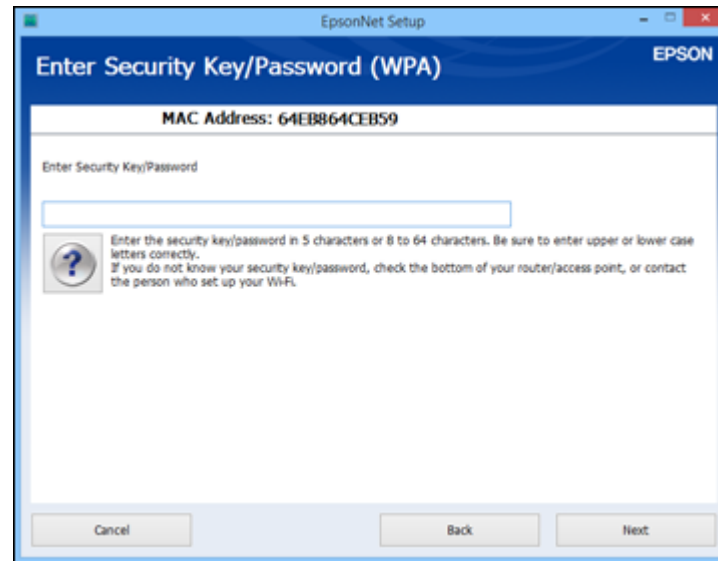 EpsonNet Setup
Enter Security Key/Password (WPA)
EPSON
MAC Address: 64EB864CEB59
Enter Security Key/Password
Enter the security key/password in 5 characters or 8 to 64 characters. Be sure to enter upper or lower case
letters correctly.
If you do not know your security key/password, check the bottom of your router/access point, or contact
the person who set up your Wi-Fi.
?
Cancel
Back
Next